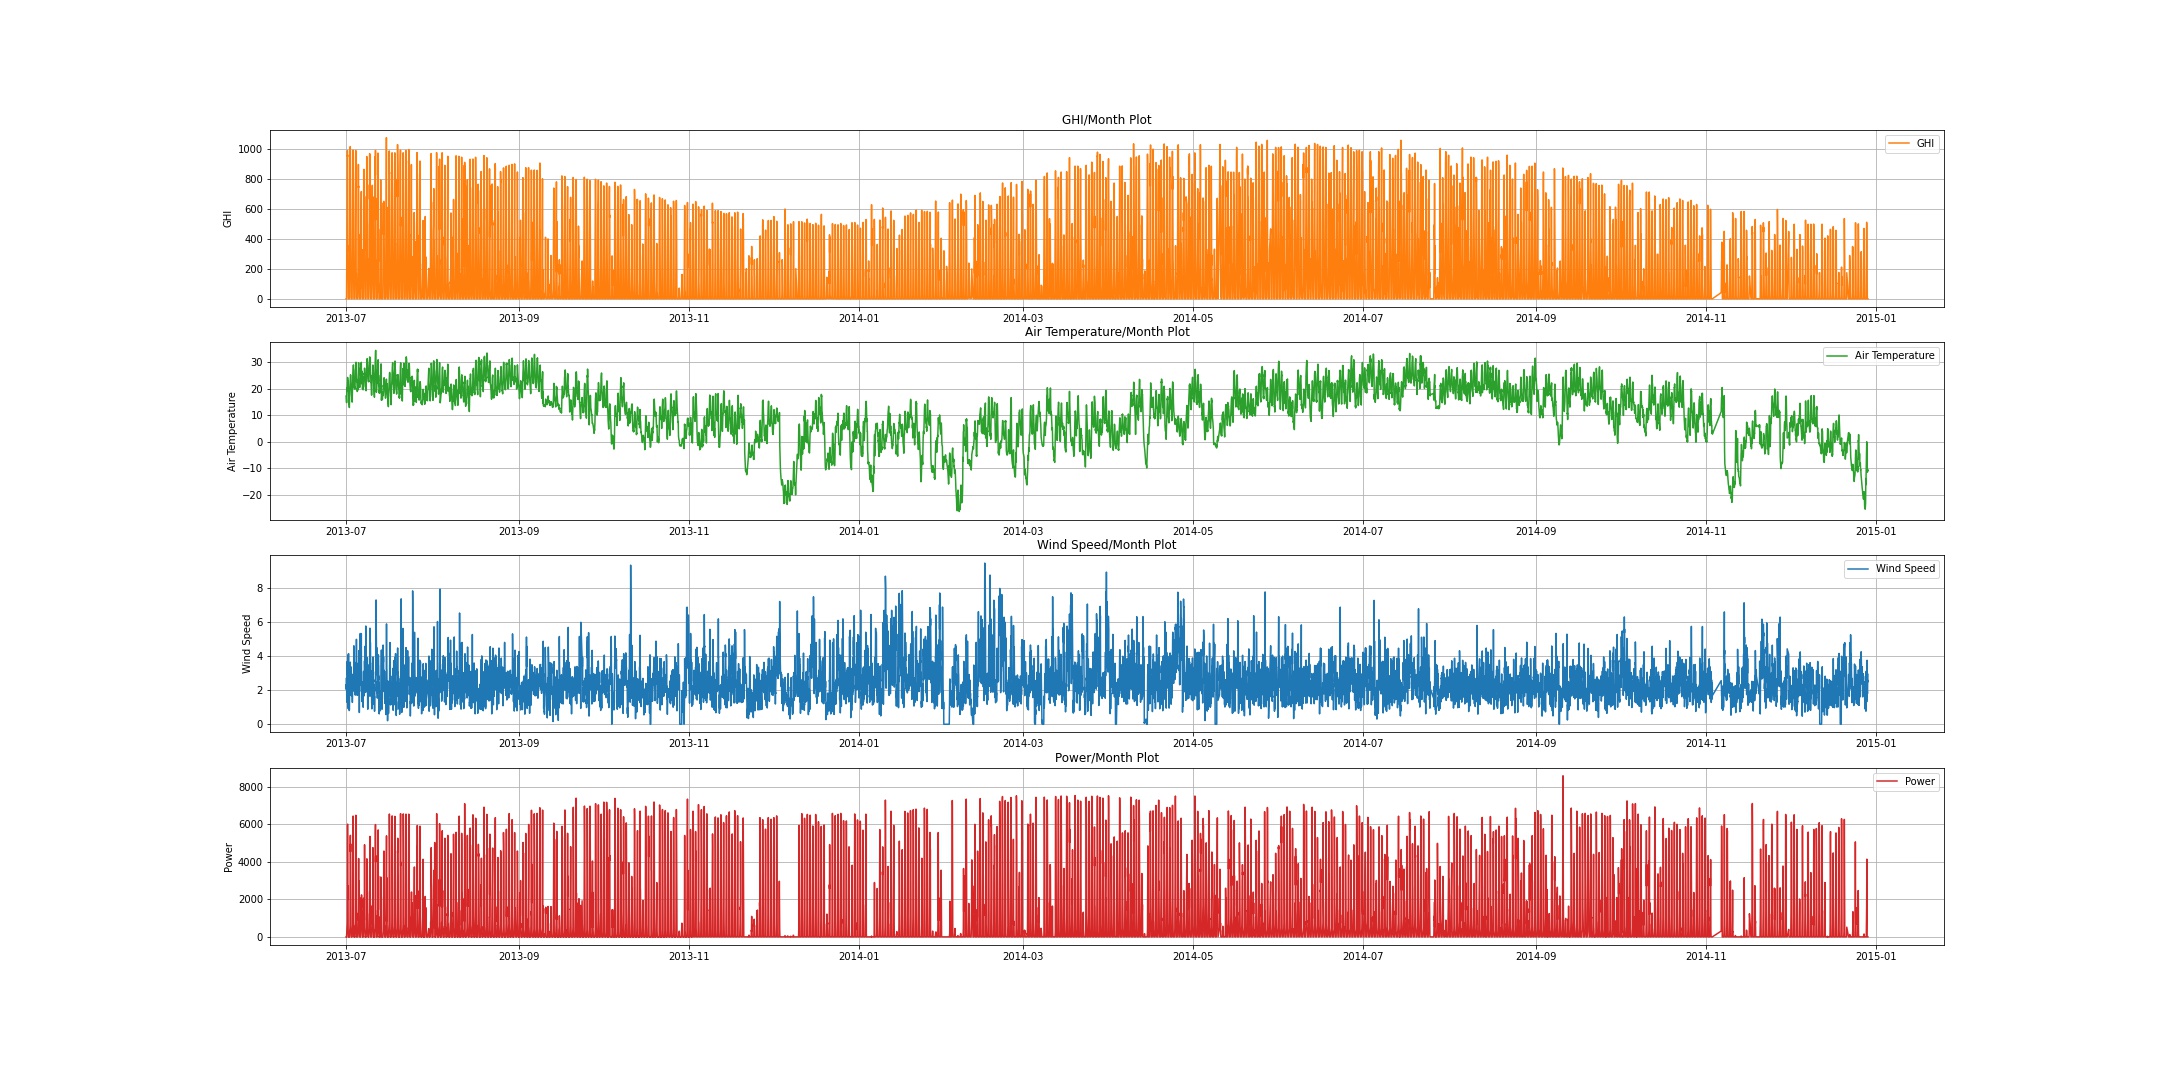 GHI/Month Plot
GHI
1000
800
600
400
200
0
GHI
2013-07 2013-09 2013-11 2014-01 2014-03 2014-05 2014-07 2014-09 2014-11 2015-01
Air Temperature/Month Plot
Air Temperature
30
20
10
0
−10
−20
Air Temperature
2013-07 2013-09 2013-11 2014-01 2014-03 2014-05 2014-07 2014-09 2014-11 2015-01
Wind Speed/Month Plot
Wind Speed
8
6
4
2
0
Wind Speed
2013-07 2013-09 2013-11 2014-01 2014-03 2014-05 2014-07 2014-09 2014-11 2015-01
Power/Month Plot
Power
8000
6000
4000
2000
0
Power
2013-07 2013-09 2013-11 2014-01 2014-03 2014-05 2014-07 2014-09 2014-11 2015-01